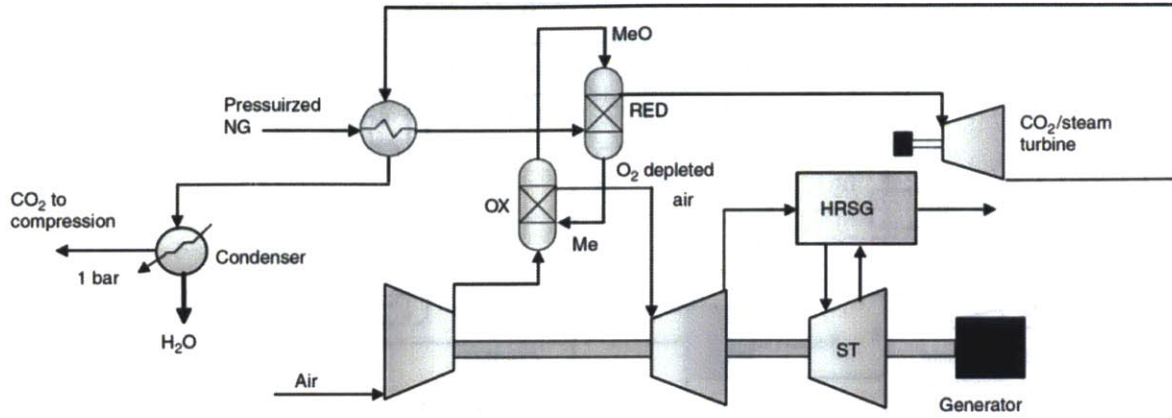 MeO
Pressuirzed
NG
RED
CO₂/steam
turbine
O₂ depleted
air
OX
HRSG
CO₂ to
compression
Me
Condenser
1 bar
H₂O
ST
Air
Generator